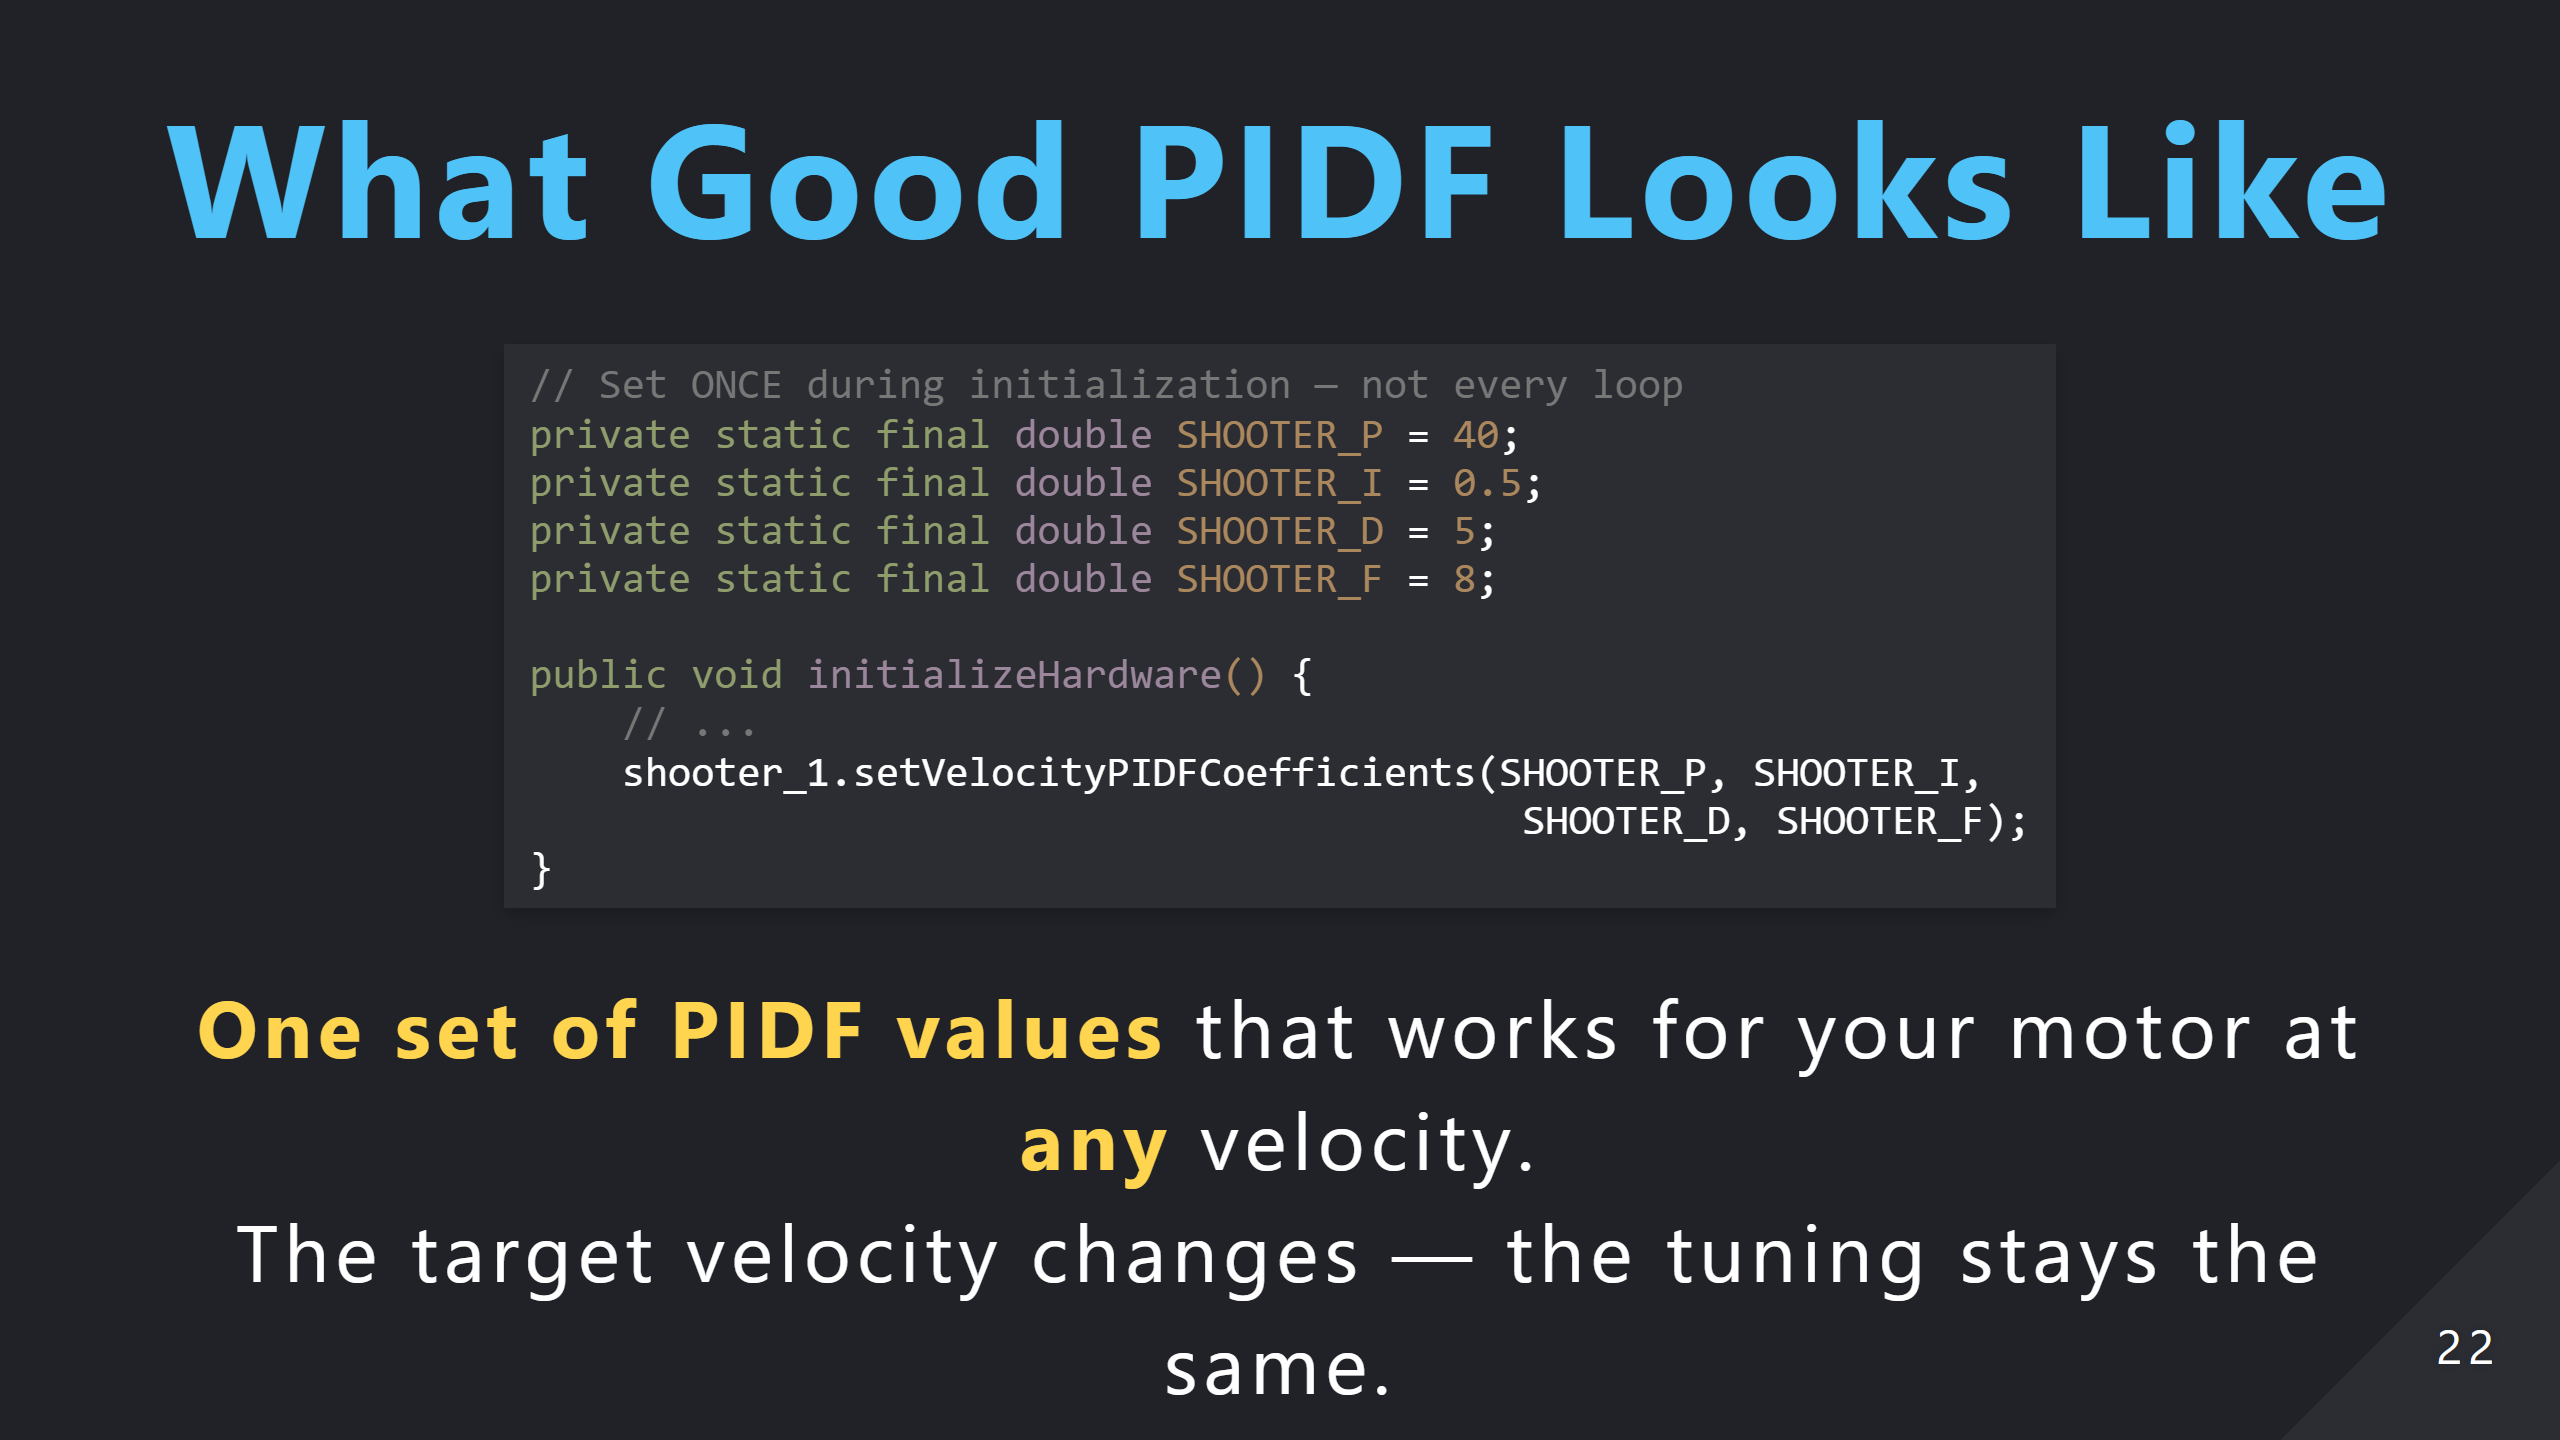 What Good PIDF Looks Like
// Set ONCE during initialization — not every loop
private static final double SHOOTER_P = 40;
private static final double SHOOTER_I = 0.5;
private static final double SHOOTER_D = 5;
private static final double SHOOTER_F = 8;
public void initializeHardware() {
    // ...
    shooter_1.setVelocityPIDFCoefficients(SHOOTER_P, SHOOTER_I,
                                           SHOOTER_D, SHOOTER_F);
}
One set of PIDF values that works for your motor at
any velocity.
The target velocity changes — the tuning stays the
same.
22